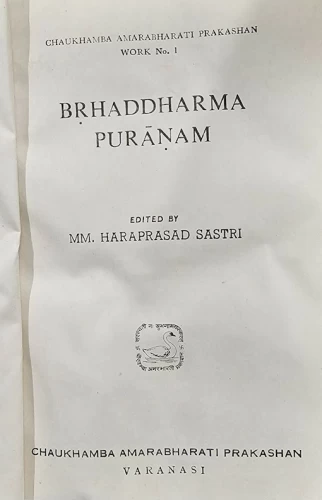 CHAUKHAMBA AMARABHARATI PRAKASHAN
WORK No. 1
BṚHADDHARMA
PURĀṆAM
EDITED BY
MM. HARAPRASAD SASTRI
CHAUKHAMBA AMARABHARATI PRAKASHAN
VARANASI